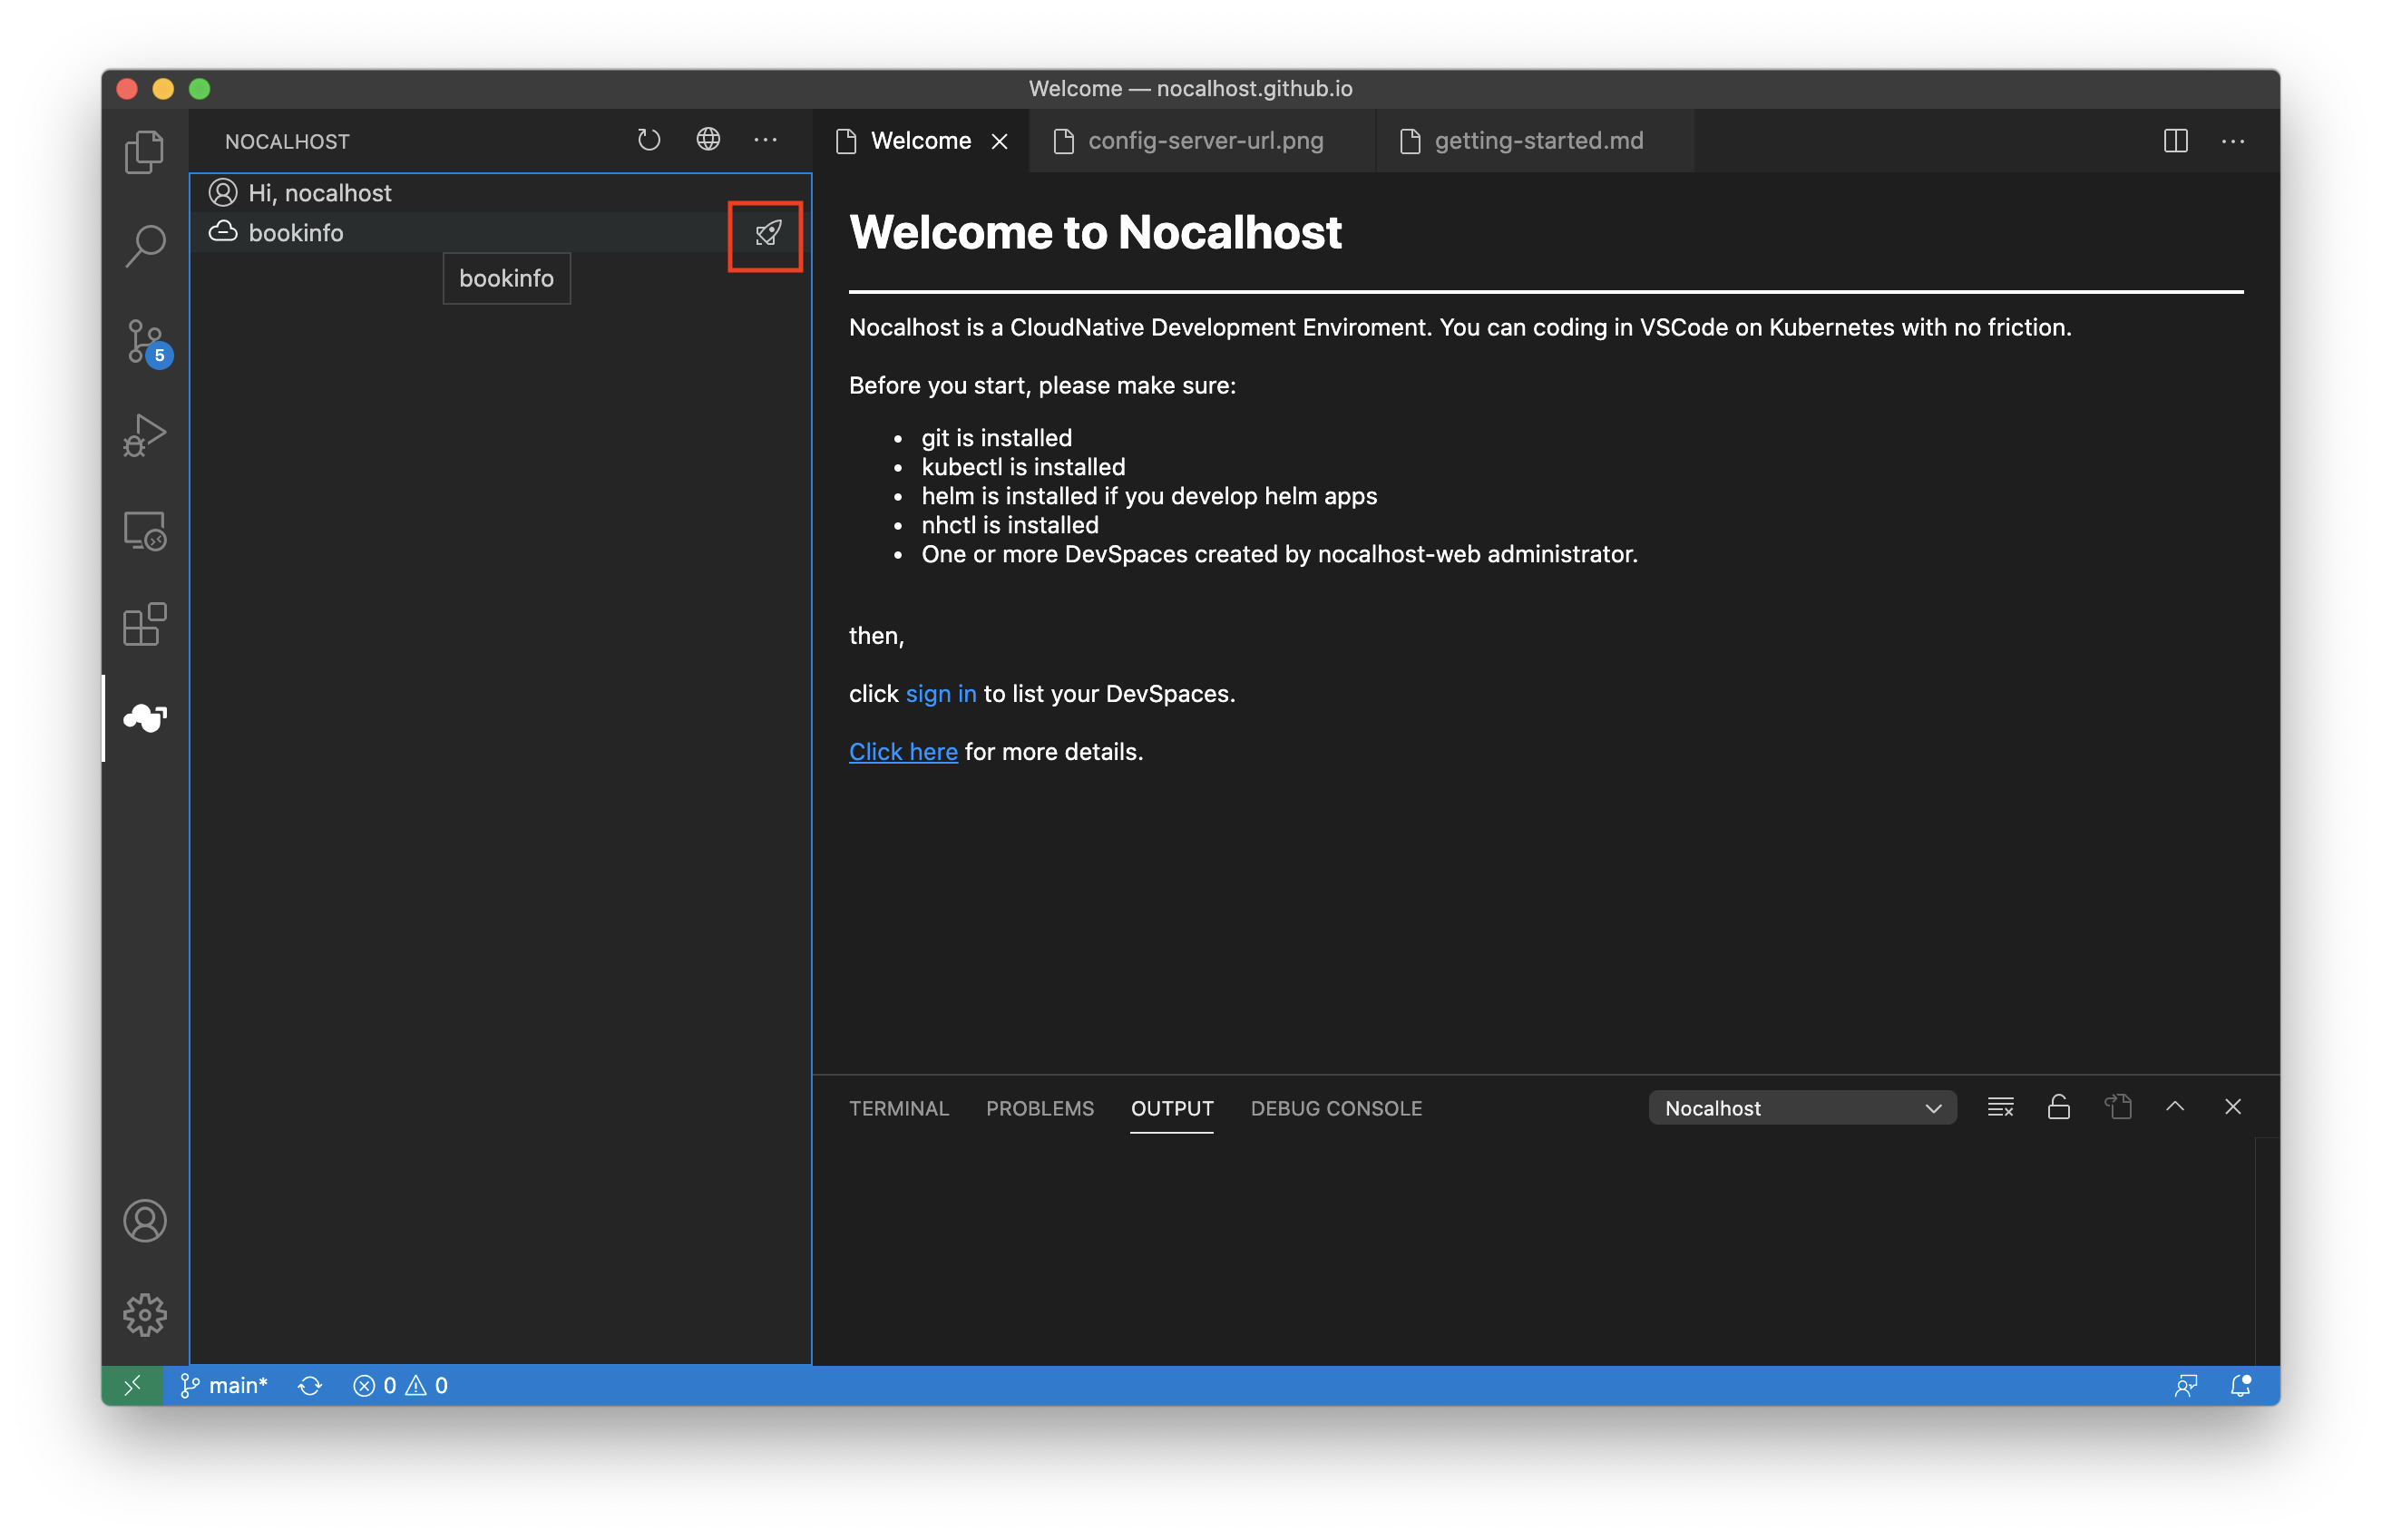 Welcome — nocalhost.github.io
NOCALHOST
Hi, nocalhost
bookinfo
bookinfo
5
Welcome
config-server-url.png
getting-started.md
Welcome to Nocalhost
Nocalhost is a CloudNative Development Enviroment. You can coding in VSCode on Kubernetes with no friction.
Before you start, please make sure:
• git is installed
• kubectl is installed
• helm is installed if you develop helm apps
• nhctl is installed
• One or more DevSpaces created by nocalhost-web administrator.
then,
click sign in to list your DevSpaces.
Click here for more details.
TERMINAL PROBLEMS OUTPUT DEBUG CONSOLE
Nocalhost
main* 0 0